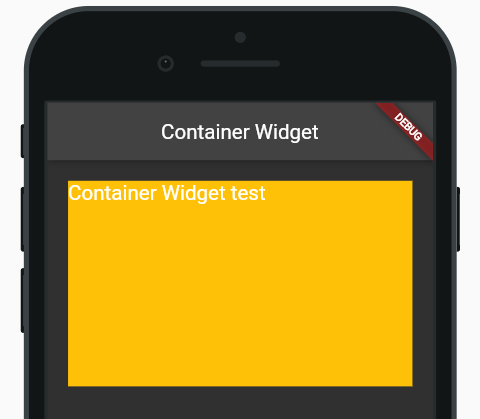 Container Widget
DEBUG
Container Widget test